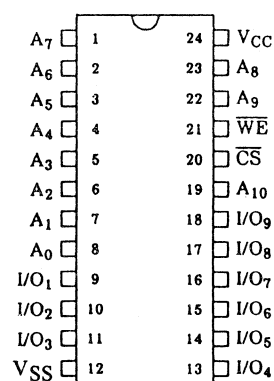 A7 1 24 VCC
A6 2 23 A8
A5 3 22 A9
A4 4 21 W̅E̅
A3 5 20 C̅S̅
A2 6 19 A10
A1 7 18 I/O9
A0 8 17 I/O8
I/O1 9 16 I/O7
I/O2 10 15 I/O6
I/O3 11 14 I/O5
VSS 12 13 I/O4